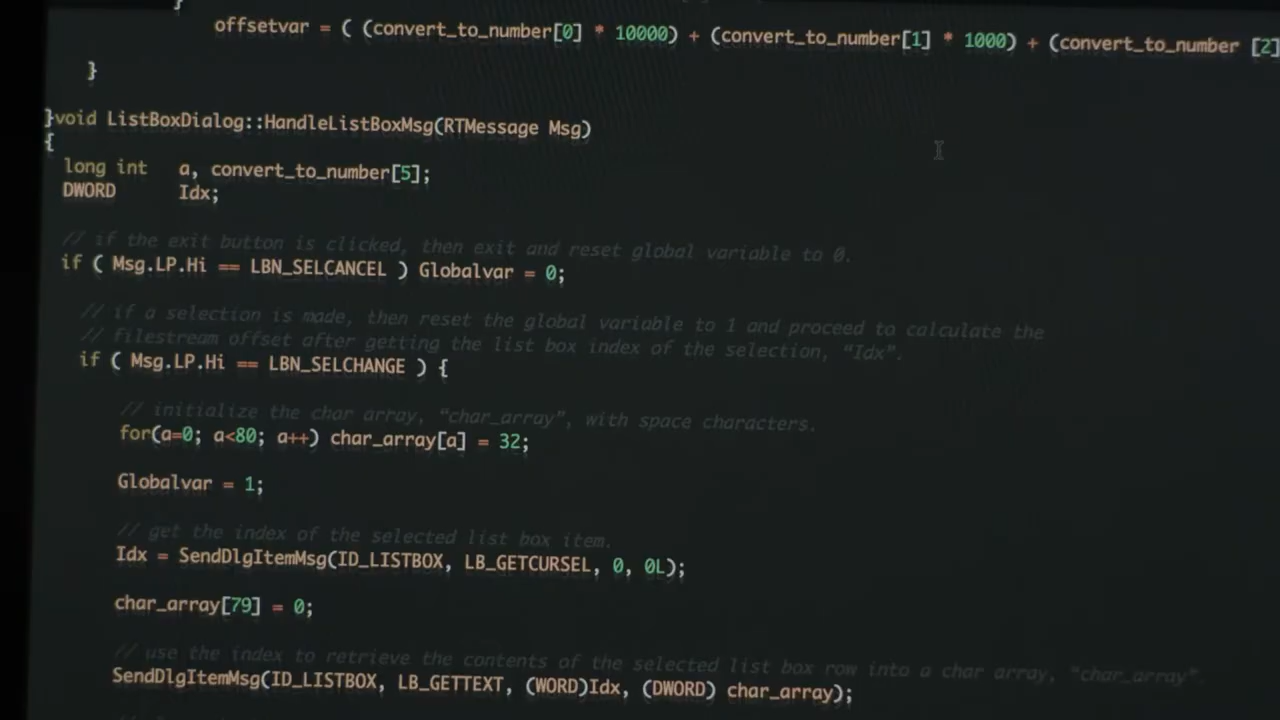 }
offsetvar = ( (convert_to_number[0] * 10000) + (convert_to_number[1] * 1000) + (convert_to_number [2]
}
}void ListBoxDialog::HandleListBoxMsg(RTMessage Msg)
{
long int a, convert_to_number[5];
DWORD Idx;
// if the exit button is clicked, then exit and reset global variable to 0.
if ( Msg.LP.Hi == LBN_SELCANCEL ) Globalvar = 0;
// if a selection is made, then reset the global variable to 1 and proceed to calculate the
// filestream offset after getting the list box index of the selection, “Idx”.
if ( Msg.LP.Hi == LBN_SELCHANGE ) {
// initialize the char array, “char_array”, with space characters.
for(a=0; a<80; a++) char_array[a] = 32;
Globalvar = 1;
// get the index of the selected list box item.
Idx = SendDlgItemMsg(ID_LISTBOX, LB_GETCURSEL, 0, 0L);
char_array[79] = 0;
// use the index to retrieve the contents of the selected list box row into a char array, “char_array”.
SendDlgItemMsg(ID_LISTBOX, LB_GETTEXT, (WORD)Idx, (DWORD) char_array);